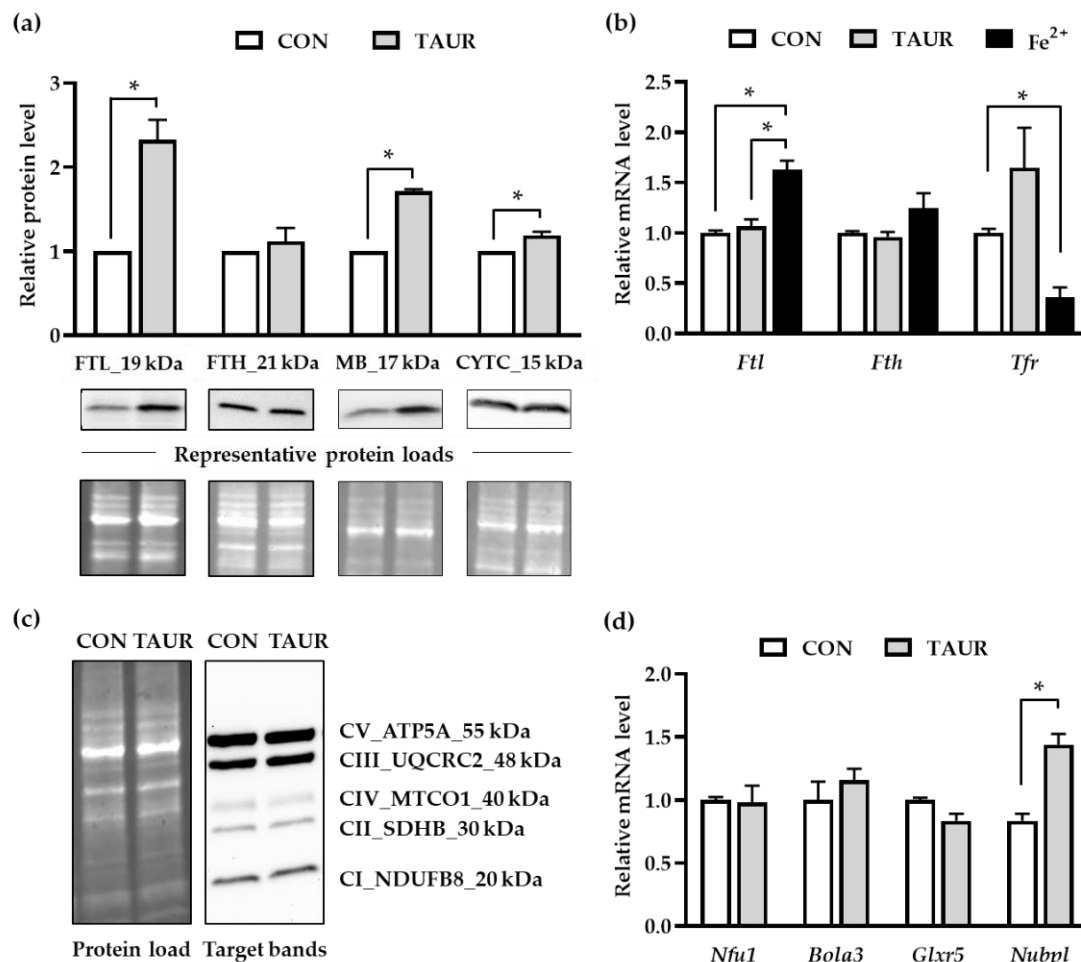 (a)
CON TAUR
Relative protein level
3
2
1
0
*
*
*
FTL_19 kDa FTH_21 kDa MB_17 kDa CYTC_15 kDa
Representative protein loads
(b)
CON TAUR Fe²⁺
Relative mRNA level
2.5
2.0
1.5
1.0
0.5
0.0
*
*
*
Ftl Fth Tfr
(c)
CON TAUR CON TAUR
CV_ATP5A_55 kDa
CIII_UQCRC2_48 kDa
CIV_MTCO1_40 kDa
CII_SDHB_30 kDa
CI_NDUFB8_20 kDa
Protein load Target bands
(d)
CON TAUR
Relative mRNA level
2.0
1.5
1.0
0.5
0.0
*
Nfu1 Bola3 Glxr5 Nubpl